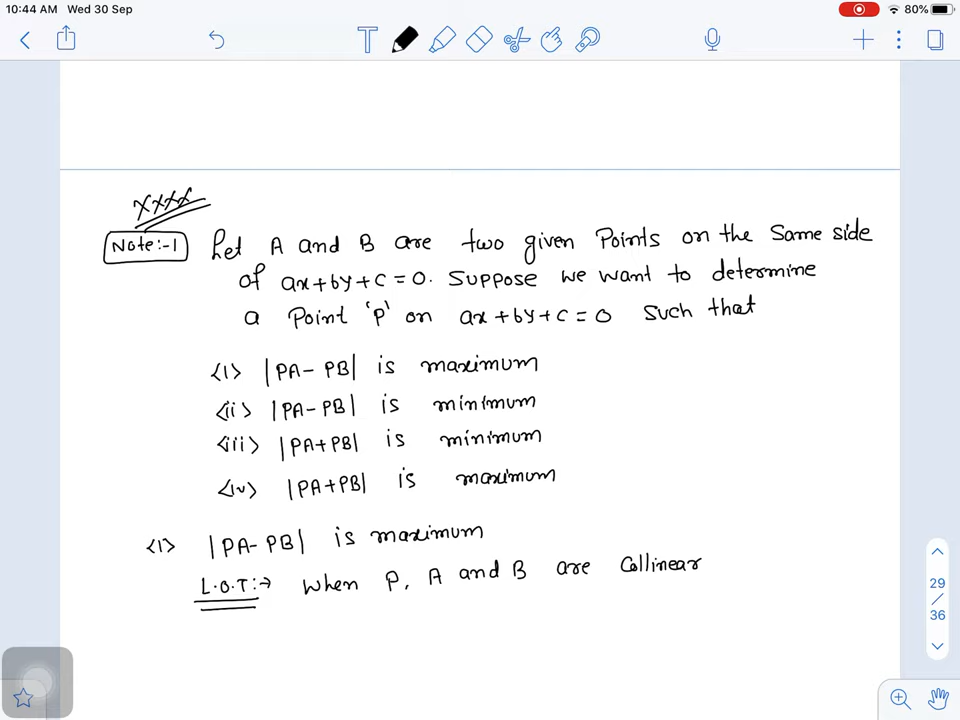 10:44 AM Wed 30 Sep
80%
T
xxxx
Note:-1 Let A and B are two given Points on the Same side
of ax+by+c=0. Suppose we want to determine
a Point 'p' on ax+by+c=0 such that
<i> |PA-PB| is maximum
<ii> |PA-PB| is minimum
<iii> |PA+PB| is minimum
<iv> |PA+PB| is maximum
<i> |PA-PB| is maximum
L.O.T:→ When P, A and B are Collinear
29
/
36